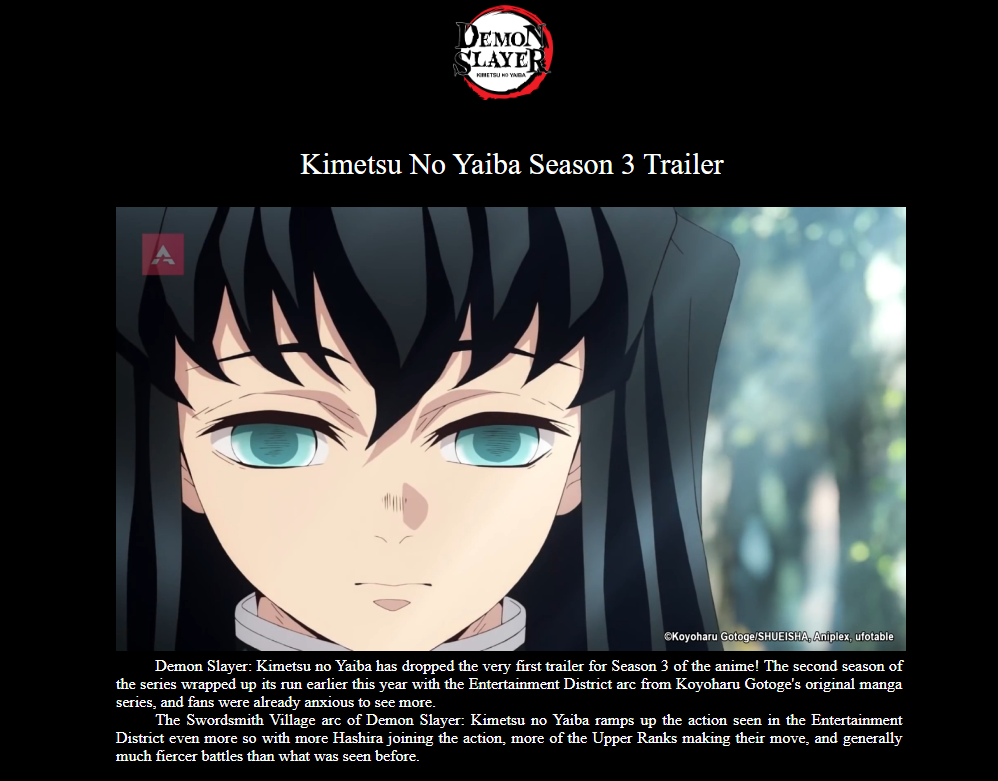 DEMON
SLAYER
KIMETSU NO YAIBA
Kimetsu No Yaiba Season 3 Trailer
©Koyoharu Gotoge/SHUEISHA, Aniplex, ufotable
Demon Slayer: Kimetsu no Yaiba has dropped the very first trailer for Season 3 of the anime! The second season of
the series wrapped up its run earlier this year with the Entertainment District arc from Koyoharu Gotoge's original manga
series, and fans were already anxious to see more.
The Swordsmith Village arc of Demon Slayer: Kimetsu no Yaiba ramps up the action seen in the Entertainment
District even more so with more Hashira joining the action, more of the Upper Ranks making their move, and generally
much fiercer battles than what was seen before.